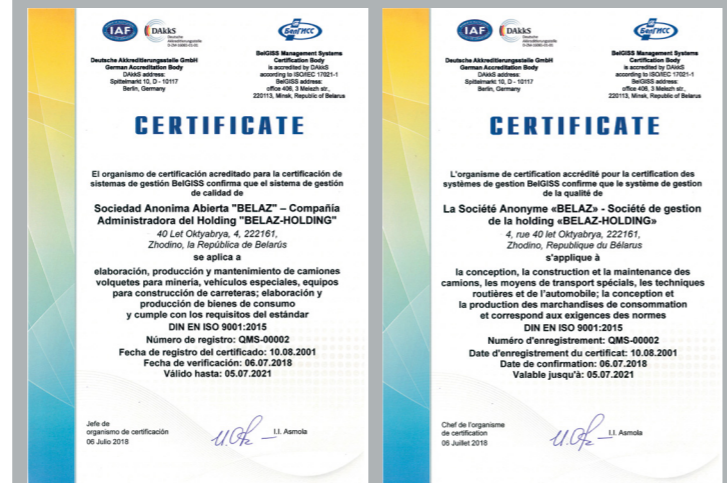 IAF
DAkkS
Deutsche
Akkreditierungsstelle
БелГИСС
Deutsche Akkreditierungsstelle GmbH
German Accreditation Body
DAkkS address:
Spittelmarkt 10, D - 10117
Berlin, Germany
BelGISS Management Systems
Certification Body
is accredited by DAkkS
according to ISO/IEC 17021-1
BelGISS address:
office 406, 3 Melezh str.,
220113, Minsk, Republic of Belarus
CERTIFICATE
El organismo de certificación acreditado para la certificación de
sistemas de gestión BelGISS confirma que el sistema de gestión
de calidad de
Sociedad Anonima Abierta "BELAZ" – Compañía
Administradora del Holding "BELAZ-HOLDING"
40 Let Oktyabrya, 4, 222161,
Zhodino, la República de Belarús
se aplica a
elaboración, producción y mantenimiento de camiones
volquetes para minería, vehículos especiales, equipos
para construcción de carreteras; elaboración y
producción de bienes de consumo
y cumple con los requisitos del estándar
DIN EN ISO 9001:2015
Número de registro: QMS-00002
Fecha de registro del certificado: 10.08.2001
Fecha de verificación: 06.07.2018
Válido hasta: 05.07.2021
Jefe de
organismo de certificación
06 Julio 2018
I.I. Asmola
IAF
DAkkS
Deutsche
Akkreditierungsstelle
БелГИСС
Deutsche Akkreditierungsstelle GmbH
German Accreditation Body
DAkkS address:
Spittelmarkt 10, D - 10117
Berlin, Germany
BelGISS Management Systems
Certification Body
is accredited by DAkkS
according to ISO/IEC 17021-1
BelGISS address:
office 406, 3 Melezh str.,
220113, Minsk, Republic of Belarus
CERTIFICATE
L'organisme de certification accrédité pour la certification des
systèmes de gestion BelGISS confirme que le système de gestion
de la qualité de
La Société Anonyme «BELAZ» - Société de gestion
de la holding «BELAZ-HOLDING»
4, rue 40 let Oktyabrya, 222161,
Zhodino, Republique du Bélarus
s'applique à
la conception, la construction et la maintenance des
camions, les moyens de transport spécials, les techniques
routières et de l'automobile; la conception et
la production des marchandises de consommation
et correspond aux exigences des normes
DIN EN ISO 9001:2015
Numéro d'enregistrement: QMS-00002
Date d'enregistrement du certificat: 10.08.2001
Date de confirmation: 06.07.2018
Valable jusqu'à: 05.07.2021
Chef de l'organisme
de certification
06 Juillet 2018
I.I. Asmola